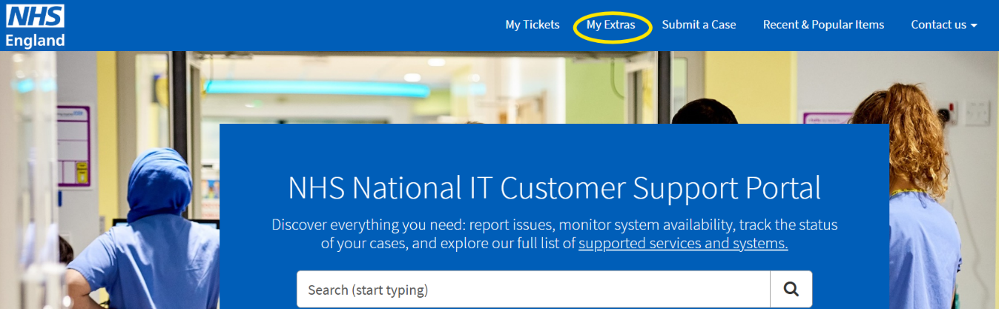 NHS
England
My Tickets
My Extras
Submit a Case
Recent & Popular Items
Contact us
NHS National IT Customer Support Portal
Discover everything you need: report issues, monitor system availability, track the status
of your cases, and explore our full list of supported services and systems.
Search (start typing)